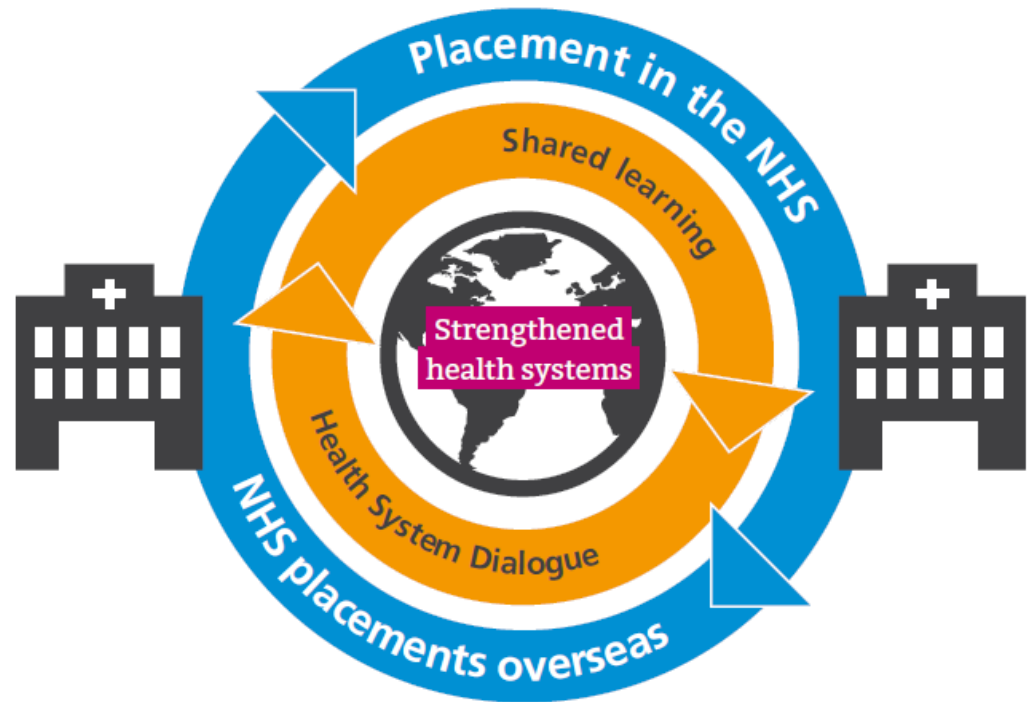 Placement in the NHS
Shared learning
Strengthened
health systems
Health System Dialogue
NHS placements overseas